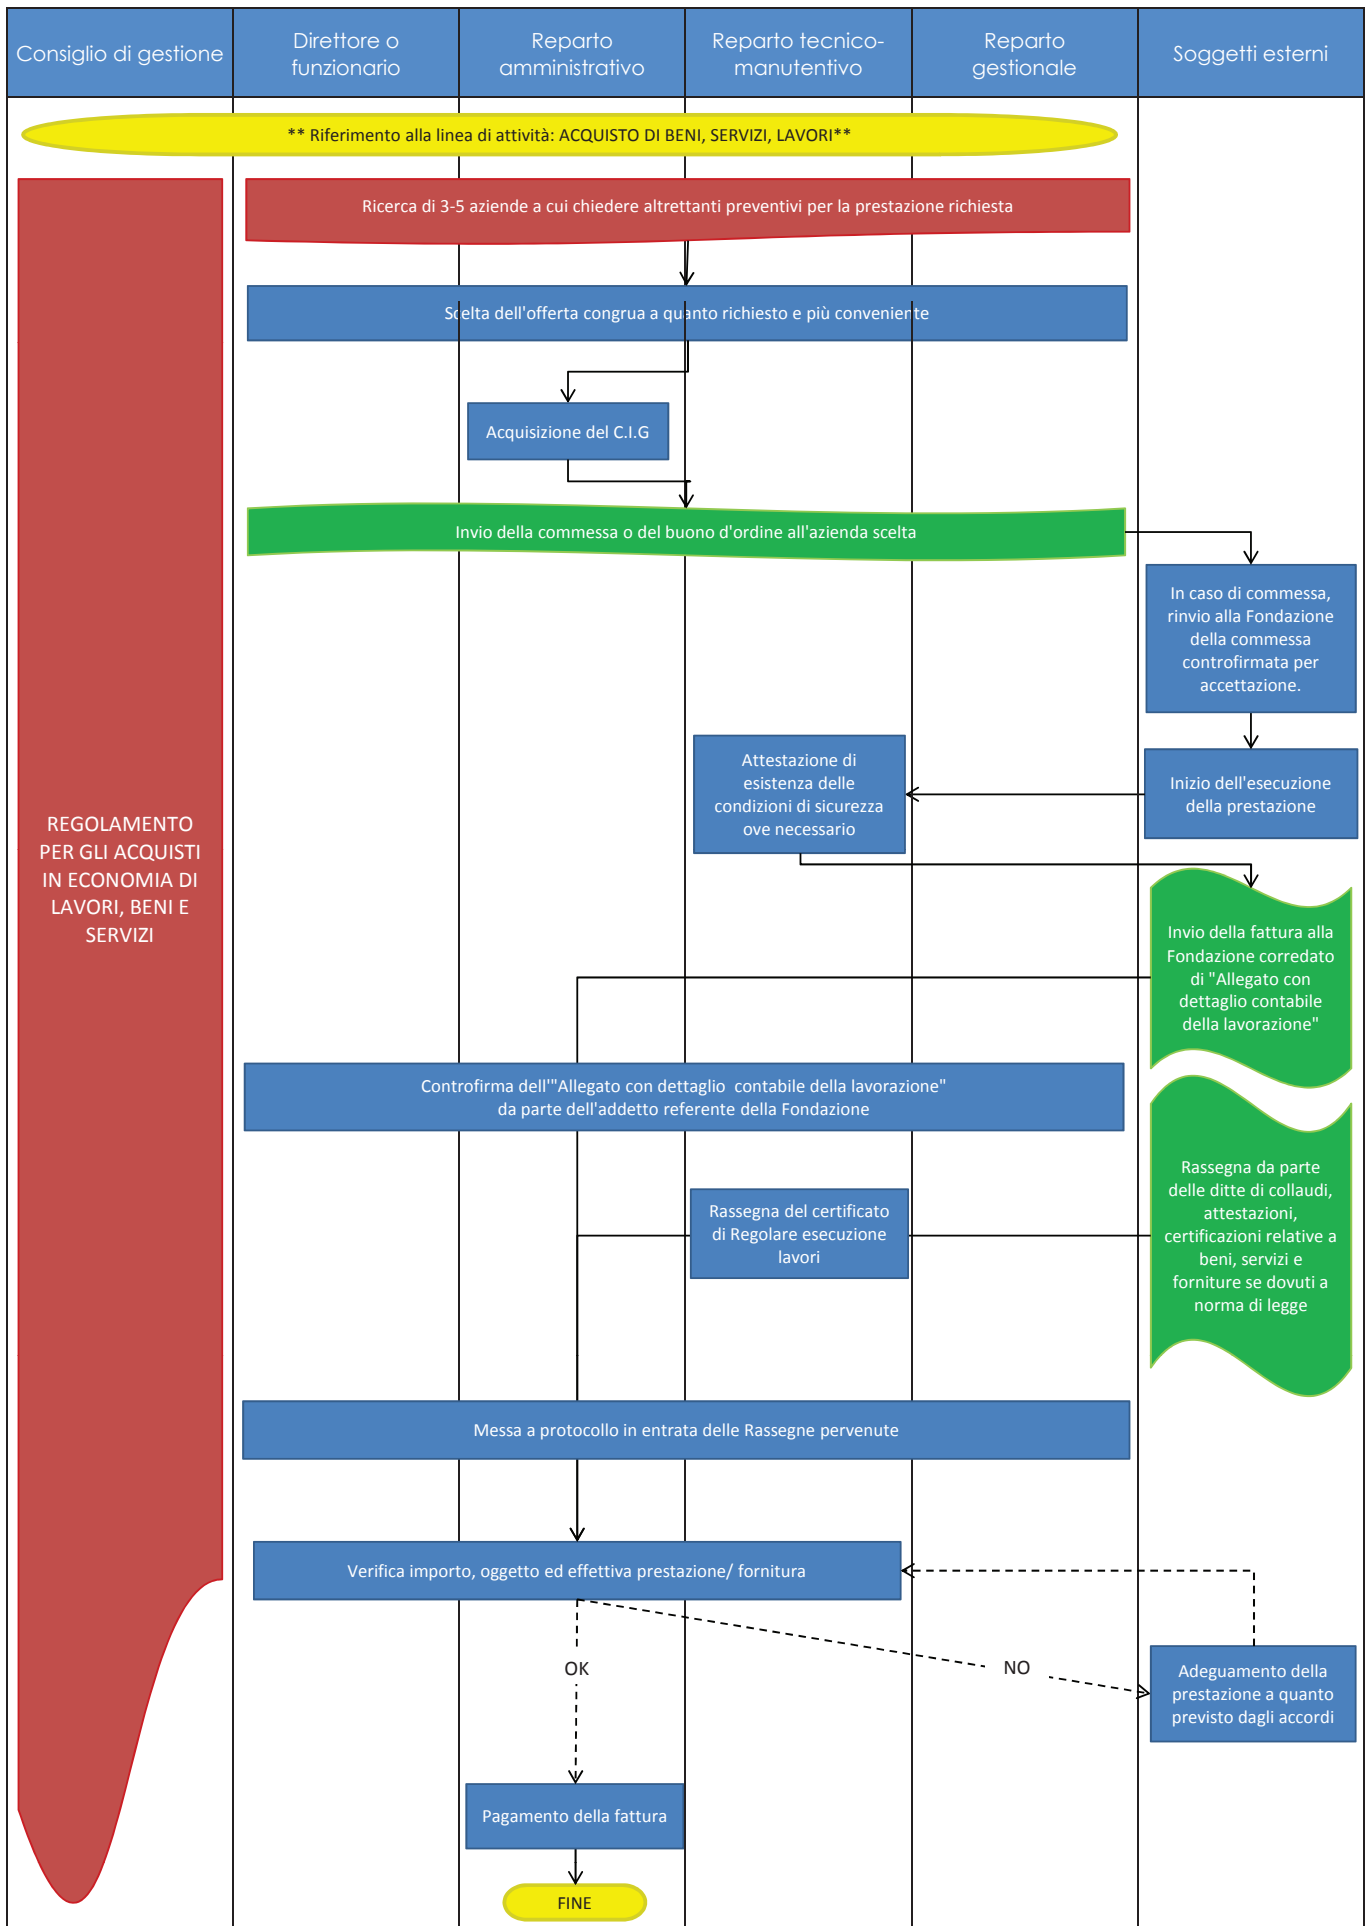 Consiglio di gestione
Direttore o
funzionario
Reparto
amministrativo
Reparto tecnico-
manutentivo
Reparto
gestionale
Soggetti esterni
** Riferimento alla linea di attività: ACQUISTO DI BENI, SERVIZI, LAVORI**
Ricerca di 3-5 aziende a cui chiedere altrettanti preventivi per la prestazione richiesta
Scelta dell'offerta congrua a quanto richiesto e più conveniente
Acquisizione del C.I.G
Invio della commessa o del buono d'ordine all'azienda scelta
In caso di commessa,
rinvio alla Fondazione
della commessa
controfirmata per
accettazione.
Attestazione di
esistenza delle
condizioni di sicurezza
ove necessario
Inizio dell'esecuzione
della prestazione
REGOLAMENTO
PER GLI ACQUISTI
IN ECONOMIA DI
LAVORI, BENI E
SERVIZI
Invio della fattura alla
Fondazione corredato
di "Allegato con
dettaglio contabile
della lavorazione"
Controfirma dell'"Allegato con dettaglio  contabile della lavorazione"
da parte dell'addetto referente della Fondazione
Rassegna da parte
delle ditte di collaudi,
attestazioni,
certificazioni relative a
beni, servizi e
forniture se dovuti a
norma di legge
Rassegna del certificato
di Regolare esecuzione
lavori
Messa a protocollo in entrata delle Rassegne pervenute
Verifica importo, oggetto ed effettiva prestazione/ fornitura
OK
NO
Adeguamento della
prestazione a quanto
previsto dagli accordi
Pagamento della fattura
FINE